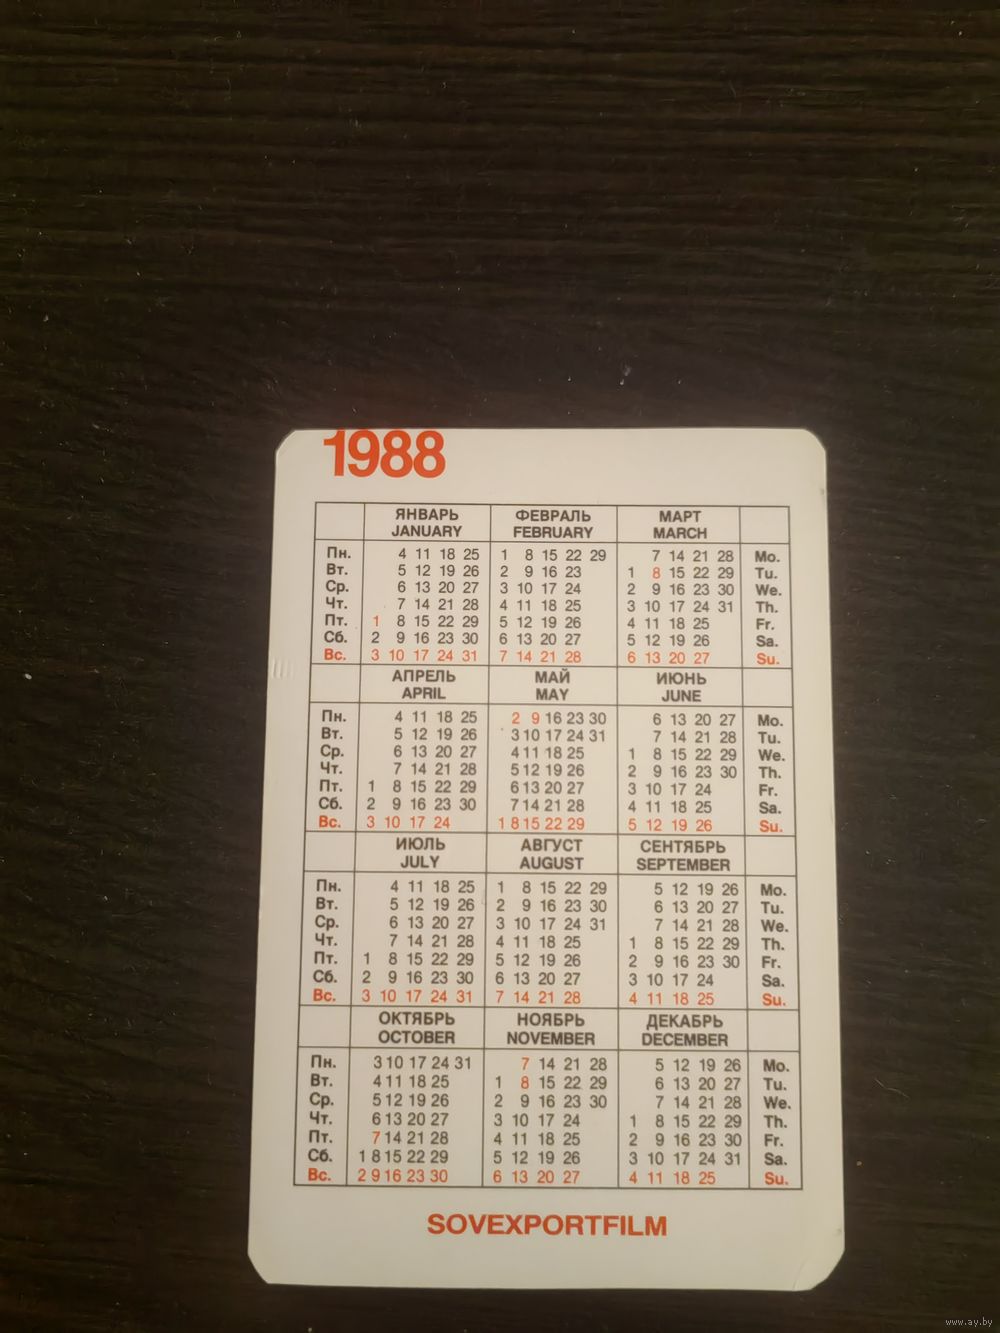 1988
ЯНВАРЬ ФЕВРАЛЬ МАРТ
JANUARY FEBRUARY MARCH
Пн. 4 11 18 25 1 8 15 22 29 7 14 21 28 Mo.
Вт. 5 12 19 26 2 9 16 23 1 8 15 22 29 Tu.
Ср. 6 13 20 27 3 10 17 24 2 9 16 23 30 We.
Чт. 7 14 21 28 4 11 18 25 3 10 17 24 31 Th.
Пт. 1 8 15 22 29 5 12 19 26 4 11 18 25 Fr.
Сб. 2 9 16 23 30 6 13 20 27 5 12 19 26 Sa.
Вс. 3 10 17 24 31 7 14 21 28 6 13 20 27 Su.
АПРЕЛЬ МАЙ ИЮНЬ
APRIL MAY JUNE
Пн. 4 11 18 25 2 9 16 23 30 6 13 20 27 Mo.
Вт. 5 12 19 26 3 10 17 24 31 7 14 21 28 Tu.
Ср. 6 13 20 27 4 11 18 25 1 8 15 22 29 We.
Чт. 7 14 21 28 5 12 19 26 2 9 16 23 30 Th.
Пт. 1 8 15 22 29 6 13 20 27 3 10 17 24 Fr.
Сб. 2 9 16 23 30 7 14 21 28 4 11 18 25 Sa.
Вс. 3 10 17 24 1 8 15 22 29 5 12 19 26 Su.
ИЮЛЬ АВГУСТ СЕНТЯБРЬ
JULY AUGUST SEPTEMBER
Пн. 4 11 18 25 1 8 15 22 29 5 12 19 26 Mo.
Вт. 5 12 19 26 2 9 16 23 30 6 13 20 27 Tu.
Ср. 6 13 20 27 3 10 17 24 31 7 14 21 28 We.
Чт. 7 14 21 28 4 11 18 25 1 8 15 22 29 Th.
Пт. 1 8 15 22 29 5 12 19 26 2 9 16 23 30 Fr.
Сб. 2 9 16 23 30 6 13 20 27 3 10 17 24 Sa.
Вс. 3 10 17 24 31 7 14 21 28 4 11 18 25 Su.
ОКТЯБРЬ НОЯБРЬ ДЕКАБРЬ
OCTOBER NOVEMBER DECEMBER
Пн. 3 10 17 24 31 7 14 21 28 5 12 19 26 Mo.
Вт. 4 11 18 25 1 8 15 22 29 6 13 20 27 Tu.
Ср. 5 12 19 26 2 9 16 23 30 7 14 21 28 We.
Чт. 6 13 20 27 3 10 17 24 1 8 15 22 29 Th.
Пт. 7 14 21 28 4 11 18 25 2 9 16 23 30 Fr.
Сб. 1 8 15 22 29 5 12 19 26 3 10 17 24 31 Sa.
Вс. 2 9 16 23 30 6 13 20 27 4 11 18 25 Su.
SOVEXPORTFILM
www.ay.by